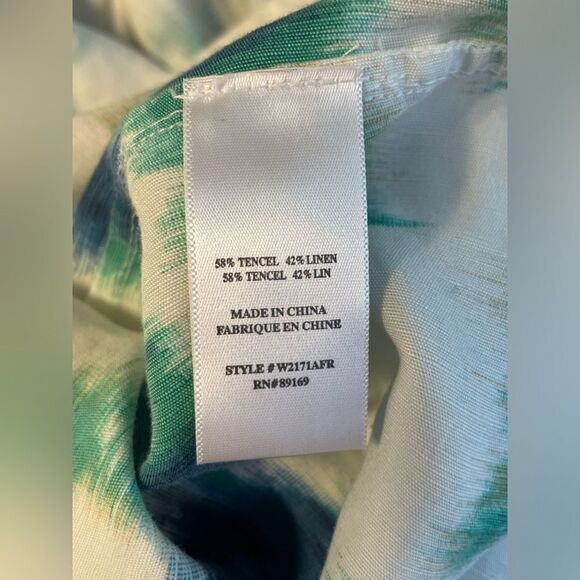 58% TENCEL 42% LINEN
58% TENCEL 42% LIN
MADE IN CHINA
FABRIQUE EN CHINE
STYLE # W2171AFR
RN#89169